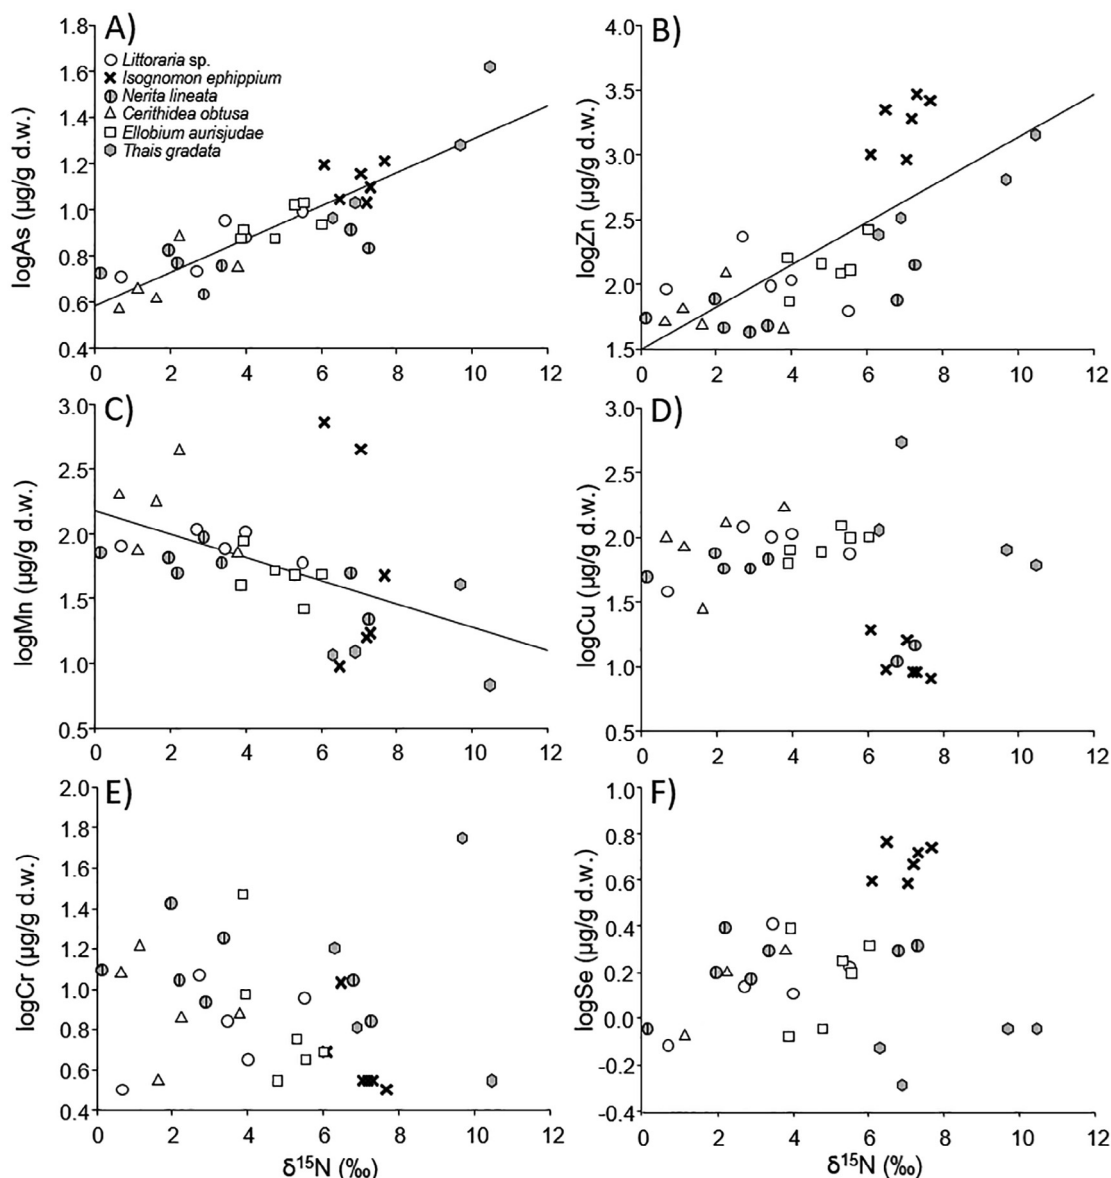 A)
logAs (µg/g d.w.)
1.8
1.6
1.4
1.2
1.0
0.8
0.6
0.4
Littoraria sp.
Isognomon ephippium
Nerita lineata
Cerithidea obtusa
Ellobium aurisjudae
Thais gradata
0 2 4 6 8 10 12
B)
logZn (µg/g d.w.)
4.0
3.5
3.0
2.5
2.0
1.5
0 2 4 6 8 10 12
C)
logMn (µg/g d.w.)
3.0
2.5
2.0
1.5
1.0
0.5
0 2 4 6 8 10 12
D)
logCu (µg/g d.w.)
3.0
2.5
2.0
1.5
1.0
0.5
0 2 4 6 8 10 12
E)
logCr (µg/g d.w.)
2.0
1.8
1.6
1.4
1.2
1.0
0.8
0.6
0.4
0 2 4 6 8 10 12
δ15N (‰)
F)
logSe (µg/g d.w.)
1.0
0.8
0.6
0.4
0.2
0.0
-0.2
-0.4
0 2 4 6 8 10 12
δ15N (‰)